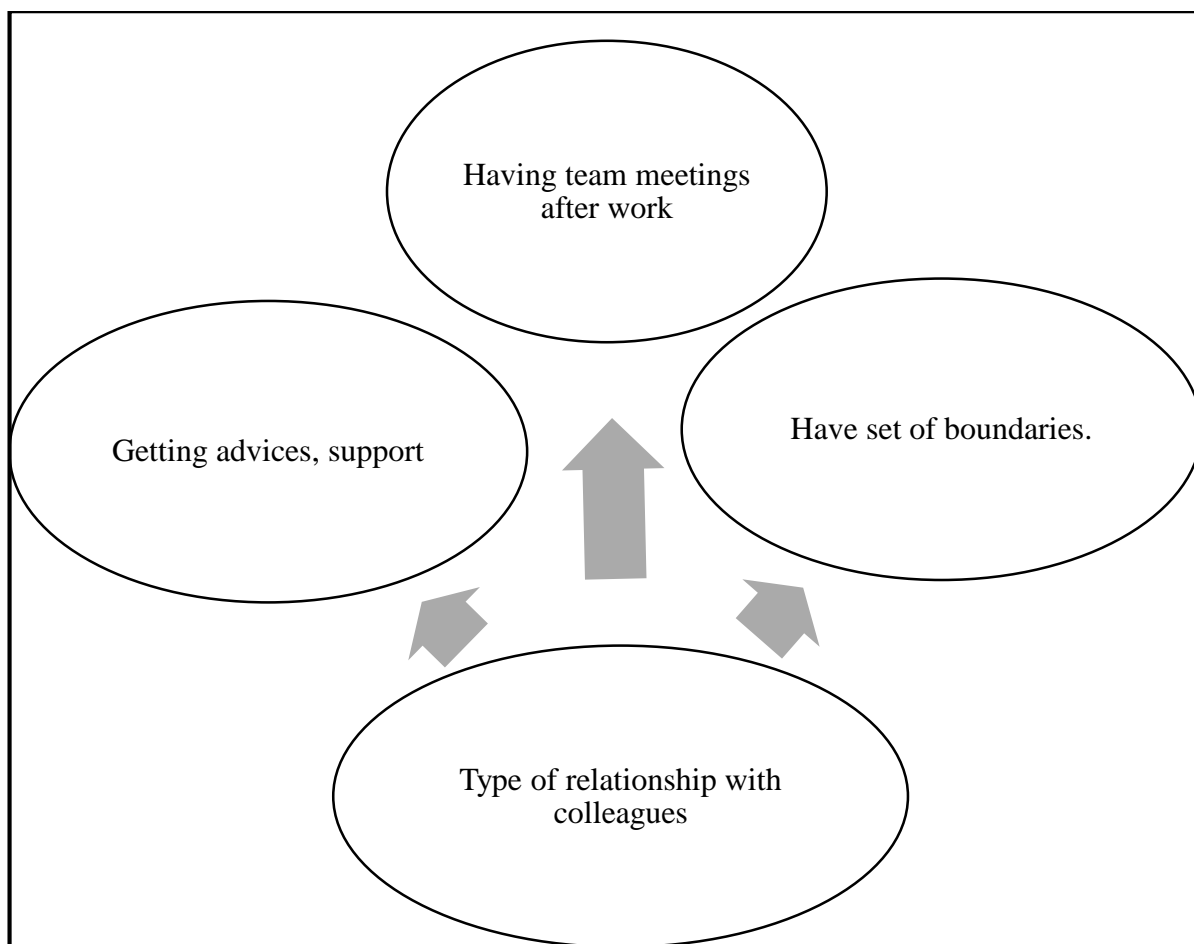 Having team meetings
after work
Getting advices, support
Have set of boundaries.
Type of relationship with
colleagues